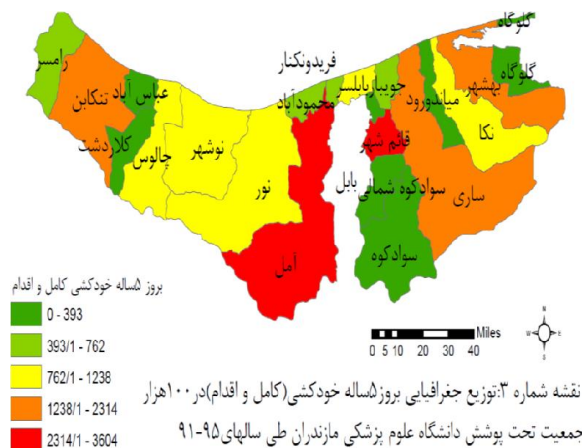 گلوگاه
رامسر
تنکابن
عباس آباد
کلاردشت
چالوس
نوشهر
نور
آمل
محمودآباد
فریدونکنار
بابلسر
جویبار
بابل
قائم شهر
سوادکوه شمالی
سوادکوه
میاندورود
ساری
نکا
بهشهر
گلوگاه
بروز ۵ساله خودکشی کامل و اقدام
0 - 393
393/1 - 762
762/1 - 1238
1238/1 - 2314
2314/1 - 3604
N
W
E
S
Miles
0 5 10 20 30 40
نقشه شماره ۳:توزیع جغرافیایی بروز۵ساله خودکشی(کامل و اقدام)در۱۰۰هزار
جمعیت تحت پوشش دانشگاه علوم پزشکی مازندران طی سالهای۹۵-۹۱